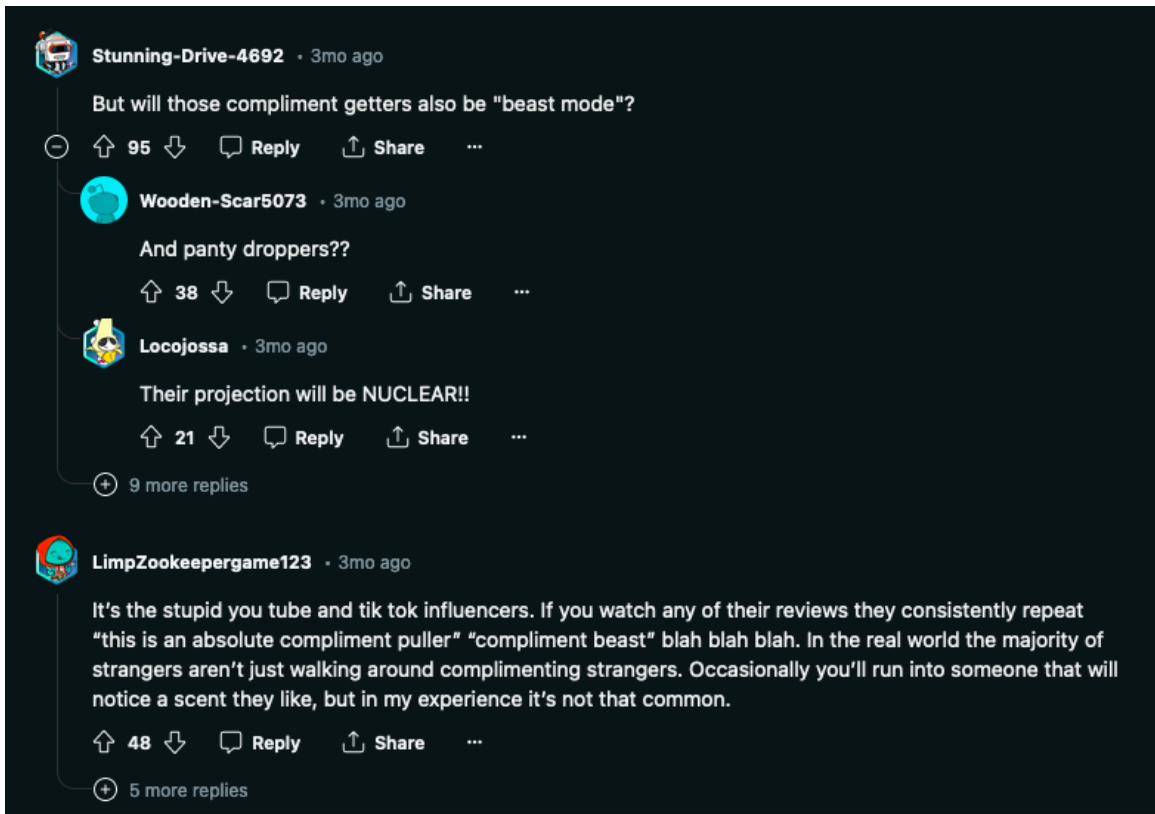 Stunning-Drive-4692 • 3mo ago
But will those compliment getters also be "beast mode"?
95 Reply Share ...
Wooden-Scar5073 • 3mo ago
And panty droppers??
38 Reply Share ...
Locojossa • 3mo ago
Their projection will be NUCLEAR!!
21 Reply Share ...
9 more replies
LimpZookeepergame123 • 3mo ago
It’s the stupid you tube and tik tok influencers. If you watch any of their reviews they consistently repeat
“this is an absolute compliment puller” “compliment beast” blah blah blah. In the real world the majority of
strangers aren’t just walking around complimenting strangers. Occasionally you’ll run into someone that will
notice a scent they like, but in my experience it’s not that common.
48 Reply Share ...
5 more replies